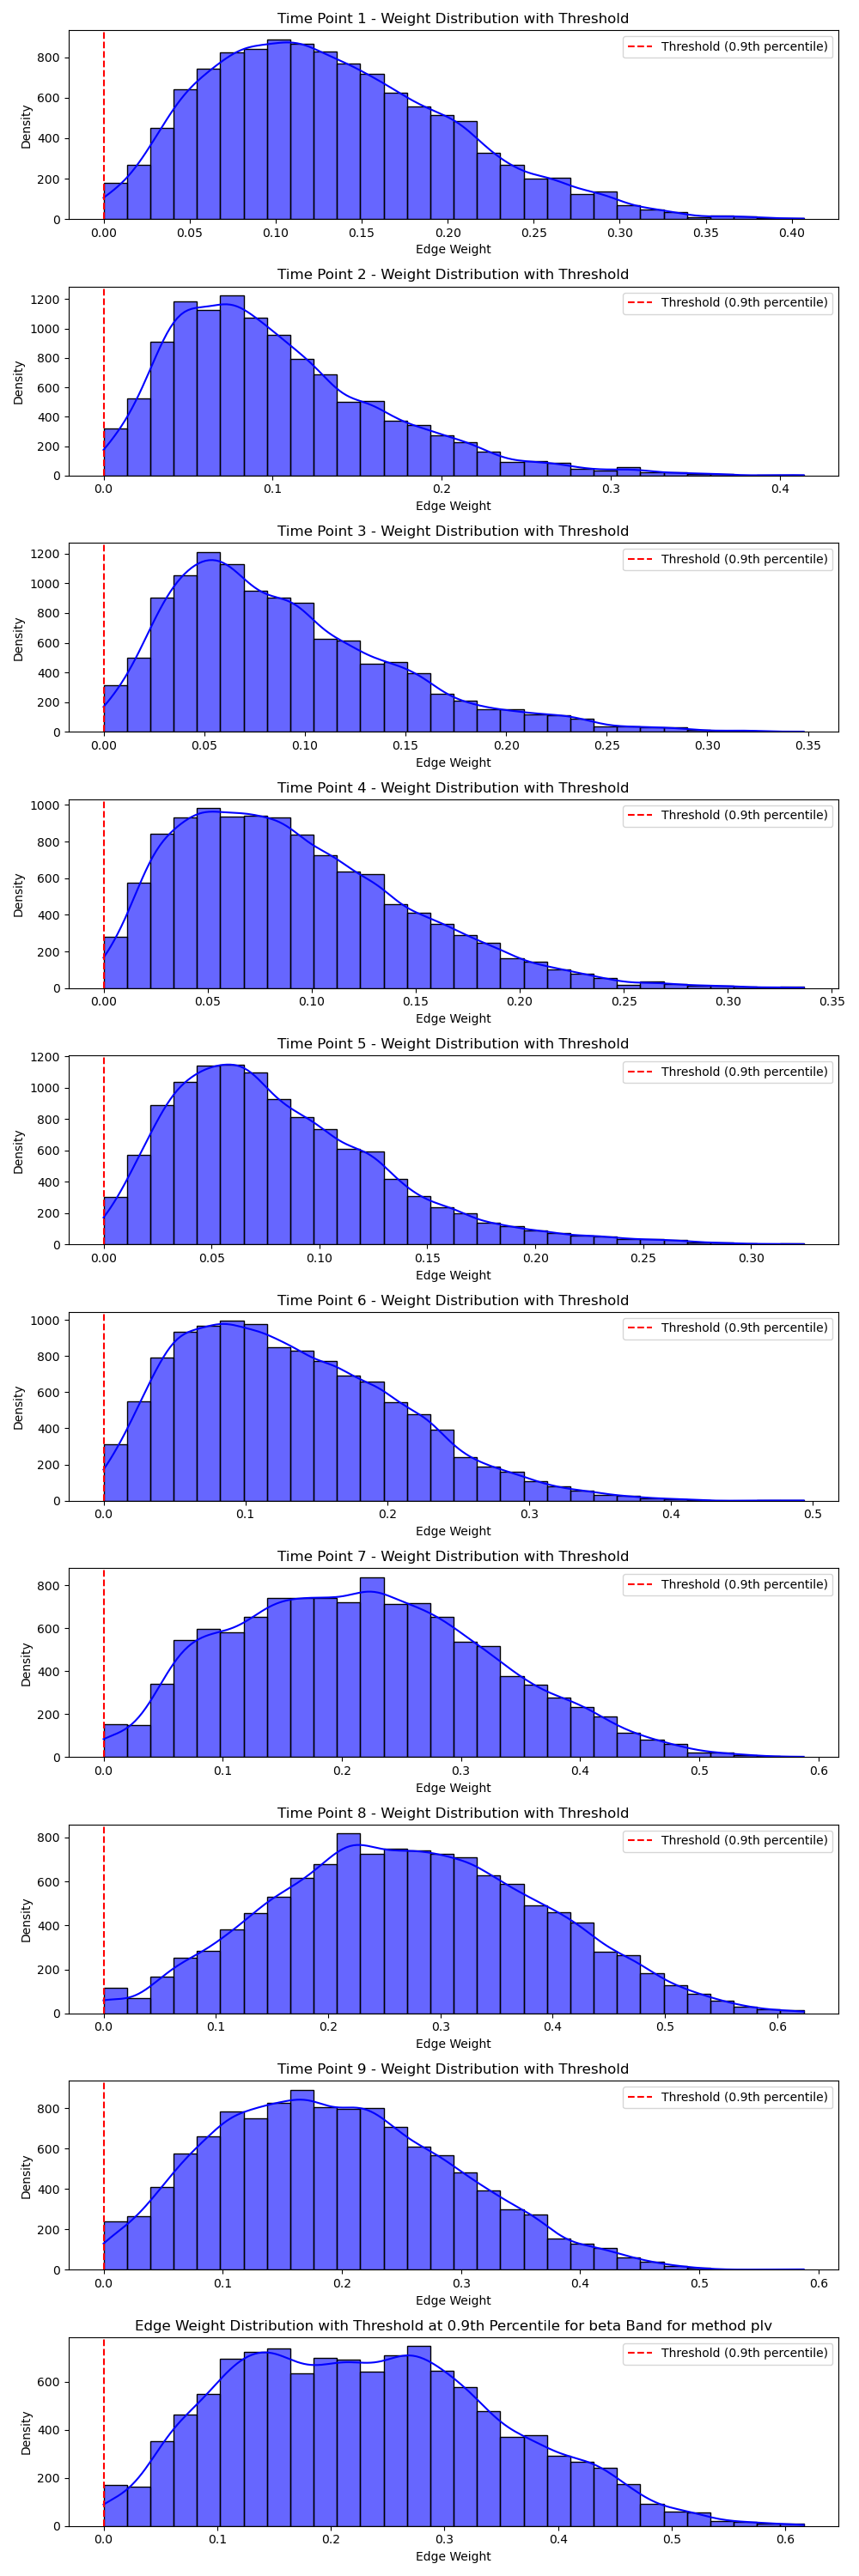 Time Point 1 - Weight Distribution with Threshold
Threshold (0.9th percentile)
Density
800
600
400
200
0
0.00 0.05 0.10 0.15 0.20 0.25 0.30 0.35 0.40
Edge Weight
Time Point 2 - Weight Distribution with Threshold
Threshold (0.9th percentile)
Density
1200
1000
800
600
400
200
0
0.0 0.1 0.2 0.3 0.4
Edge Weight
Time Point 3 - Weight Distribution with Threshold
Threshold (0.9th percentile)
Density
1200
1000
800
600
400
200
0
0.00 0.05 0.10 0.15 0.20 0.25 0.30 0.35
Edge Weight
Time Point 4 - Weight Distribution with Threshold
Threshold (0.9th percentile)
Density
1000
800
600
400
200
0
0.00 0.05 0.10 0.15 0.20 0.25 0.30 0.35
Edge Weight
Time Point 5 - Weight Distribution with Threshold
Threshold (0.9th percentile)
Density
1200
1000
800
600
400
200
0
0.00 0.05 0.10 0.15 0.20 0.25 0.30
Edge Weight
Time Point 6 - Weight Distribution with Threshold
Threshold (0.9th percentile)
Density
1000
800
600
400
200
0
0.0 0.1 0.2 0.3 0.4 0.5
Edge Weight
Time Point 7 - Weight Distribution with Threshold
Threshold (0.9th percentile)
Density
800
600
400
200
0
0.0 0.1 0.2 0.3 0.4 0.5 0.6
Edge Weight
Time Point 8 - Weight Distribution with Threshold
Threshold (0.9th percentile)
Density
800
600
400
200
0
0.0 0.1 0.2 0.3 0.4 0.5 0.6
Edge Weight
Time Point 9 - Weight Distribution with Threshold
Threshold (0.9th percentile)
Density
800
600
400
200
0
0.0 0.1 0.2 0.3 0.4 0.5 0.6
Edge Weight
Edge Weight Distribution with Threshold at 0.9th Percentile for beta Band for method plv
Threshold (0.9th percentile)
Density
600
400
200
0
0.0 0.1 0.2 0.3 0.4 0.5 0.6
Edge Weight